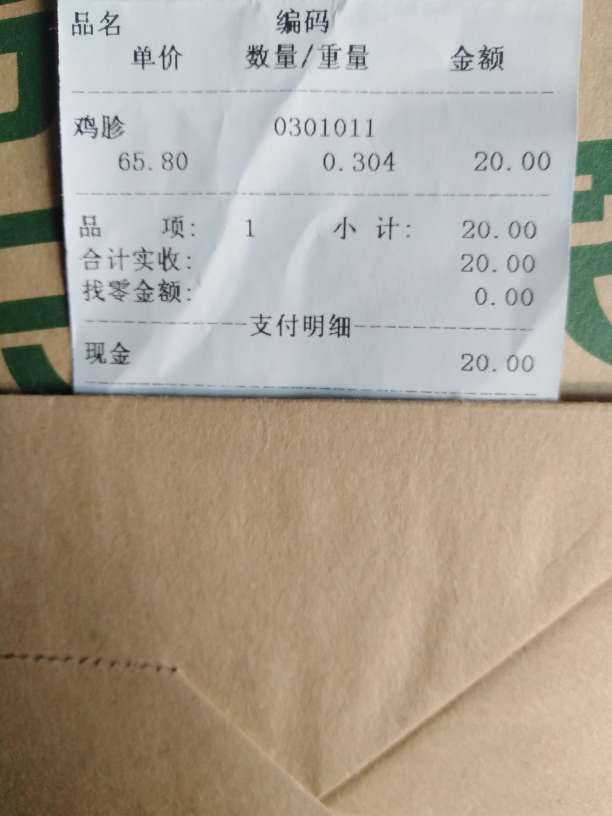 品名 编码
单价 数量/重量 金额
鸡胗 0301011
65.80 0.304 20.00
品 项: 1 小 计: 20.00
合计实收: 20.00
找零金额: 0.00
支付明细
现金 20.00